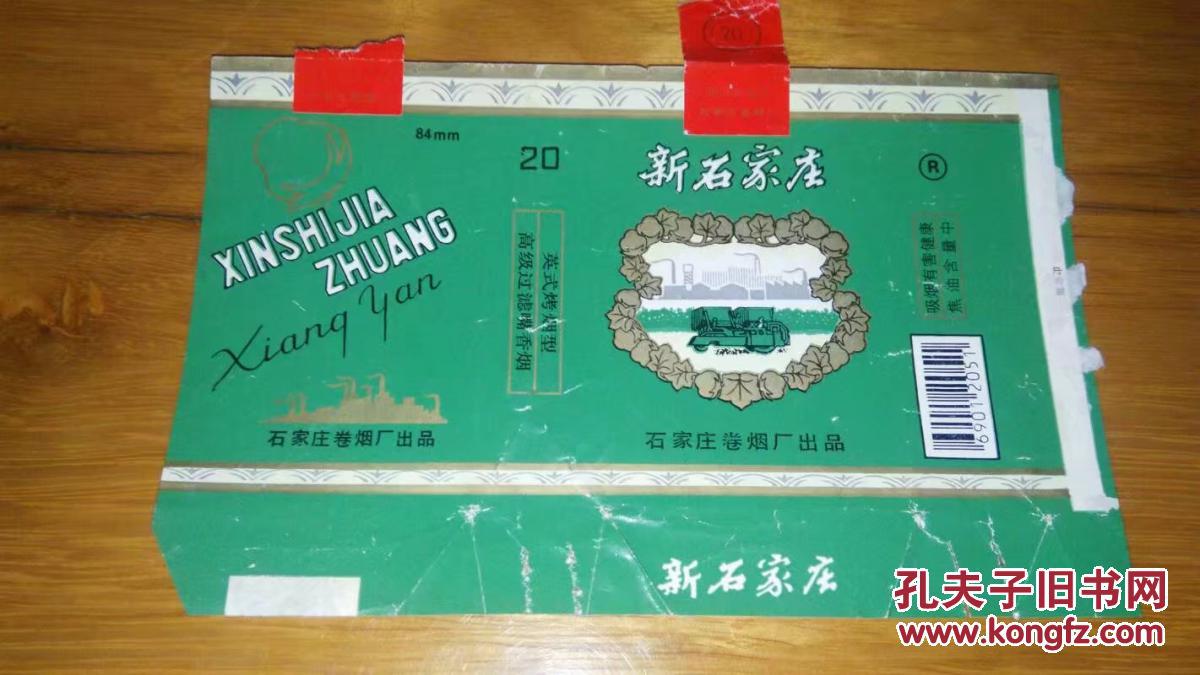 20
84mm
XINSHIJIA
ZHUANG
Xiang Yan
石家庄卷烟厂出品
20
英式烤烟型
高级过滤嘴香烟
新石家庄
石家庄卷烟厂出品
R
吸烟有害健康
焦油含量中
69012051
新石家庄
孔夫子旧书网
www.kongfz.com